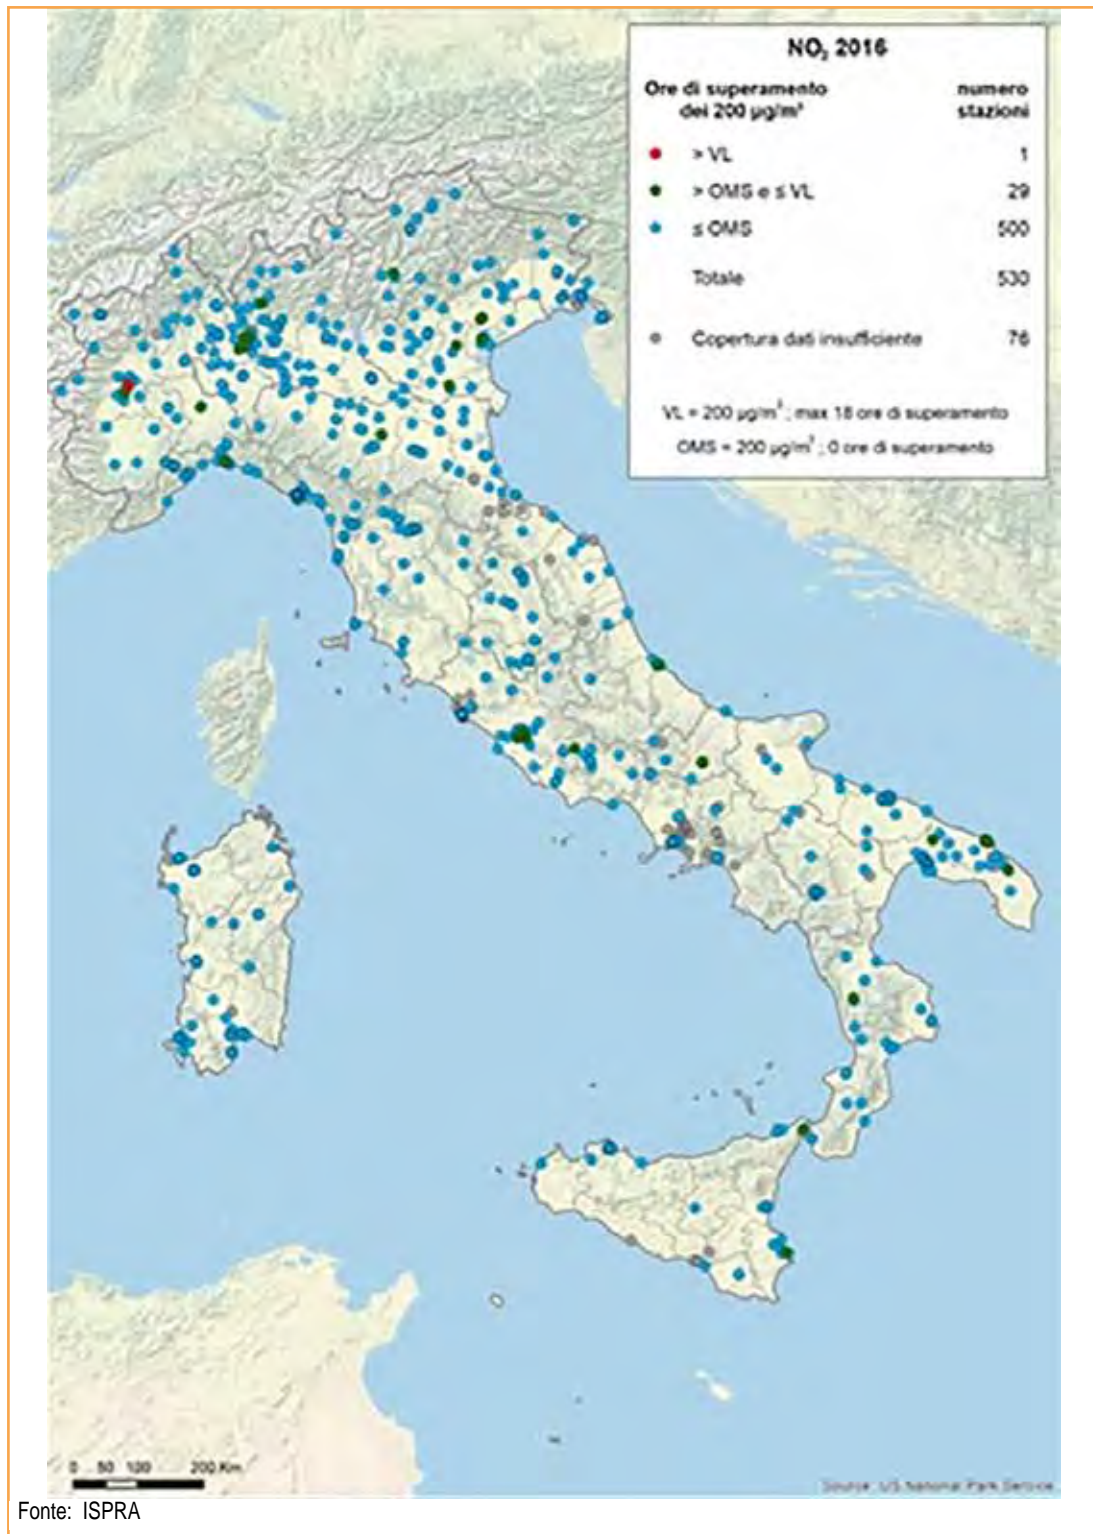 NO₂ 2016
Ore di superamento numero
dei 200 µg/m³ stazioni
> VL 1
> OMS e ≤ VL 29
≤ OMS 500
Totale 530
Copertura dati insufficiente 76
VL = 200 µg/m³ ; max 18 ore di superamento
OMS = 200 µg/m³ ; 0 ore di superamento
0 50 100 200 Km
Source: US National Park Service
Fonte: ISPRA